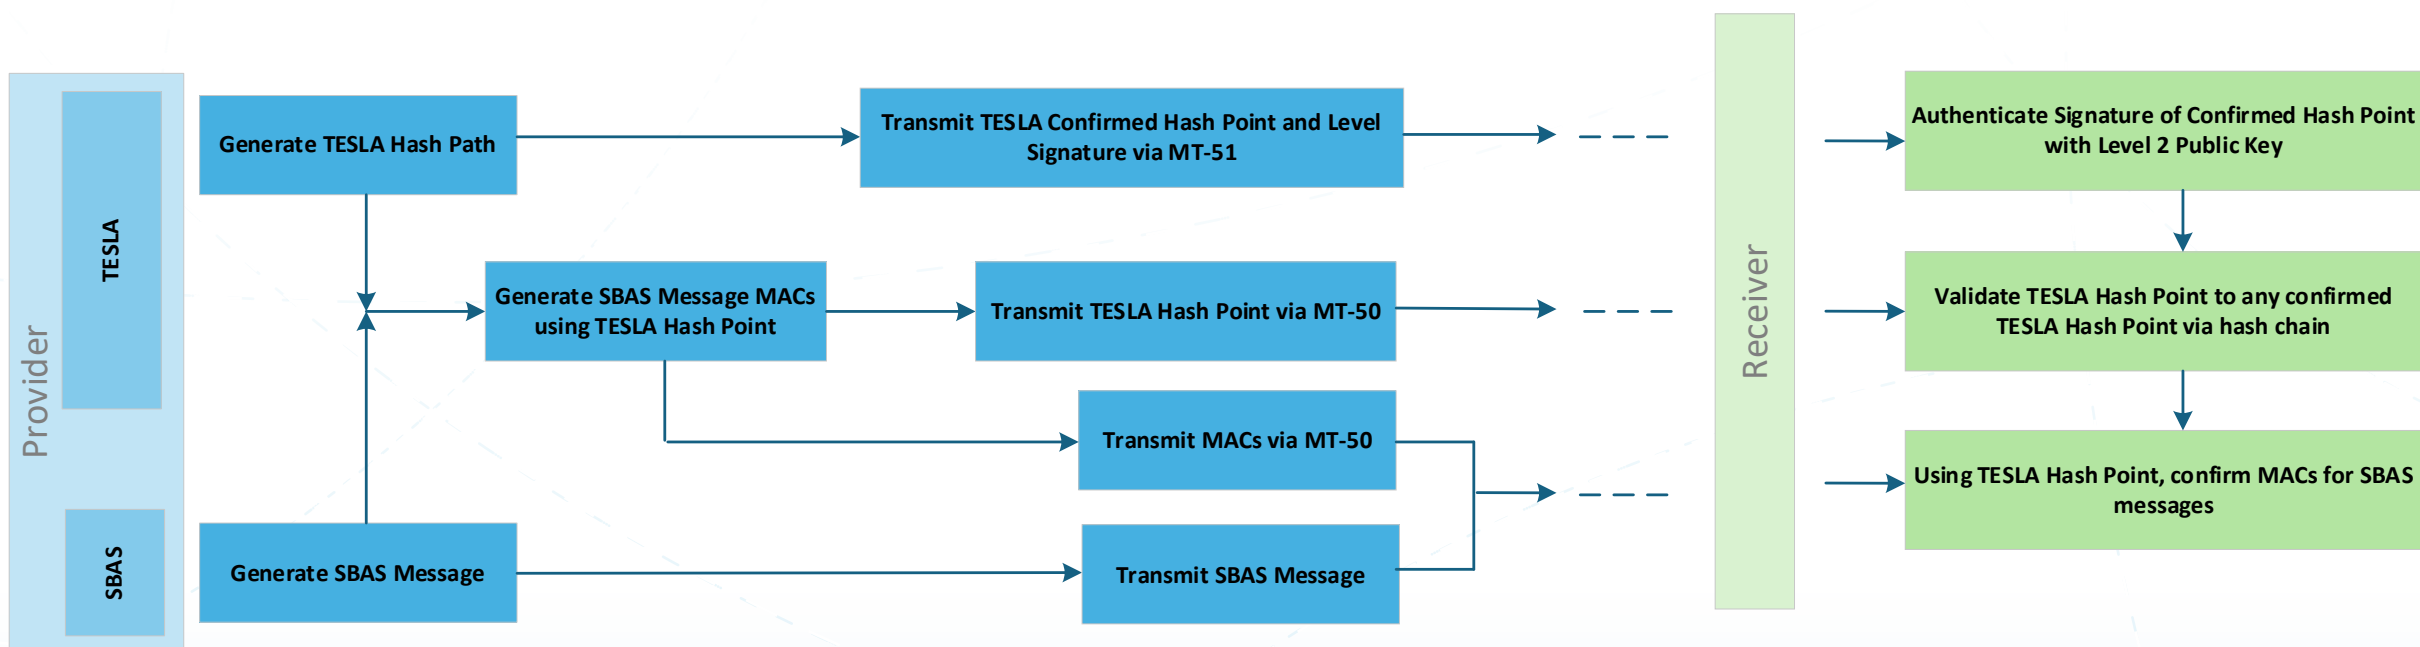 Provider
TESLA
SBAS
Generate TESLA Hash Path
Transmit TESLA Confirmed Hash Point and Level
Signature via MT-51
Generate SBAS Message MACs
using TESLA Hash Point
Transmit TESLA Hash Point via MT-50
Transmit MACs via MT-50
Generate SBAS Message
Transmit SBAS Message
Receiver
Authenticate Signature of Confirmed Hash Point
with Level 2 Public Key
Validate TESLA Hash Point to any confirmed
TESLA Hash Point via hash chain
Using TESLA Hash Point, confirm MACs for SBAS
messages